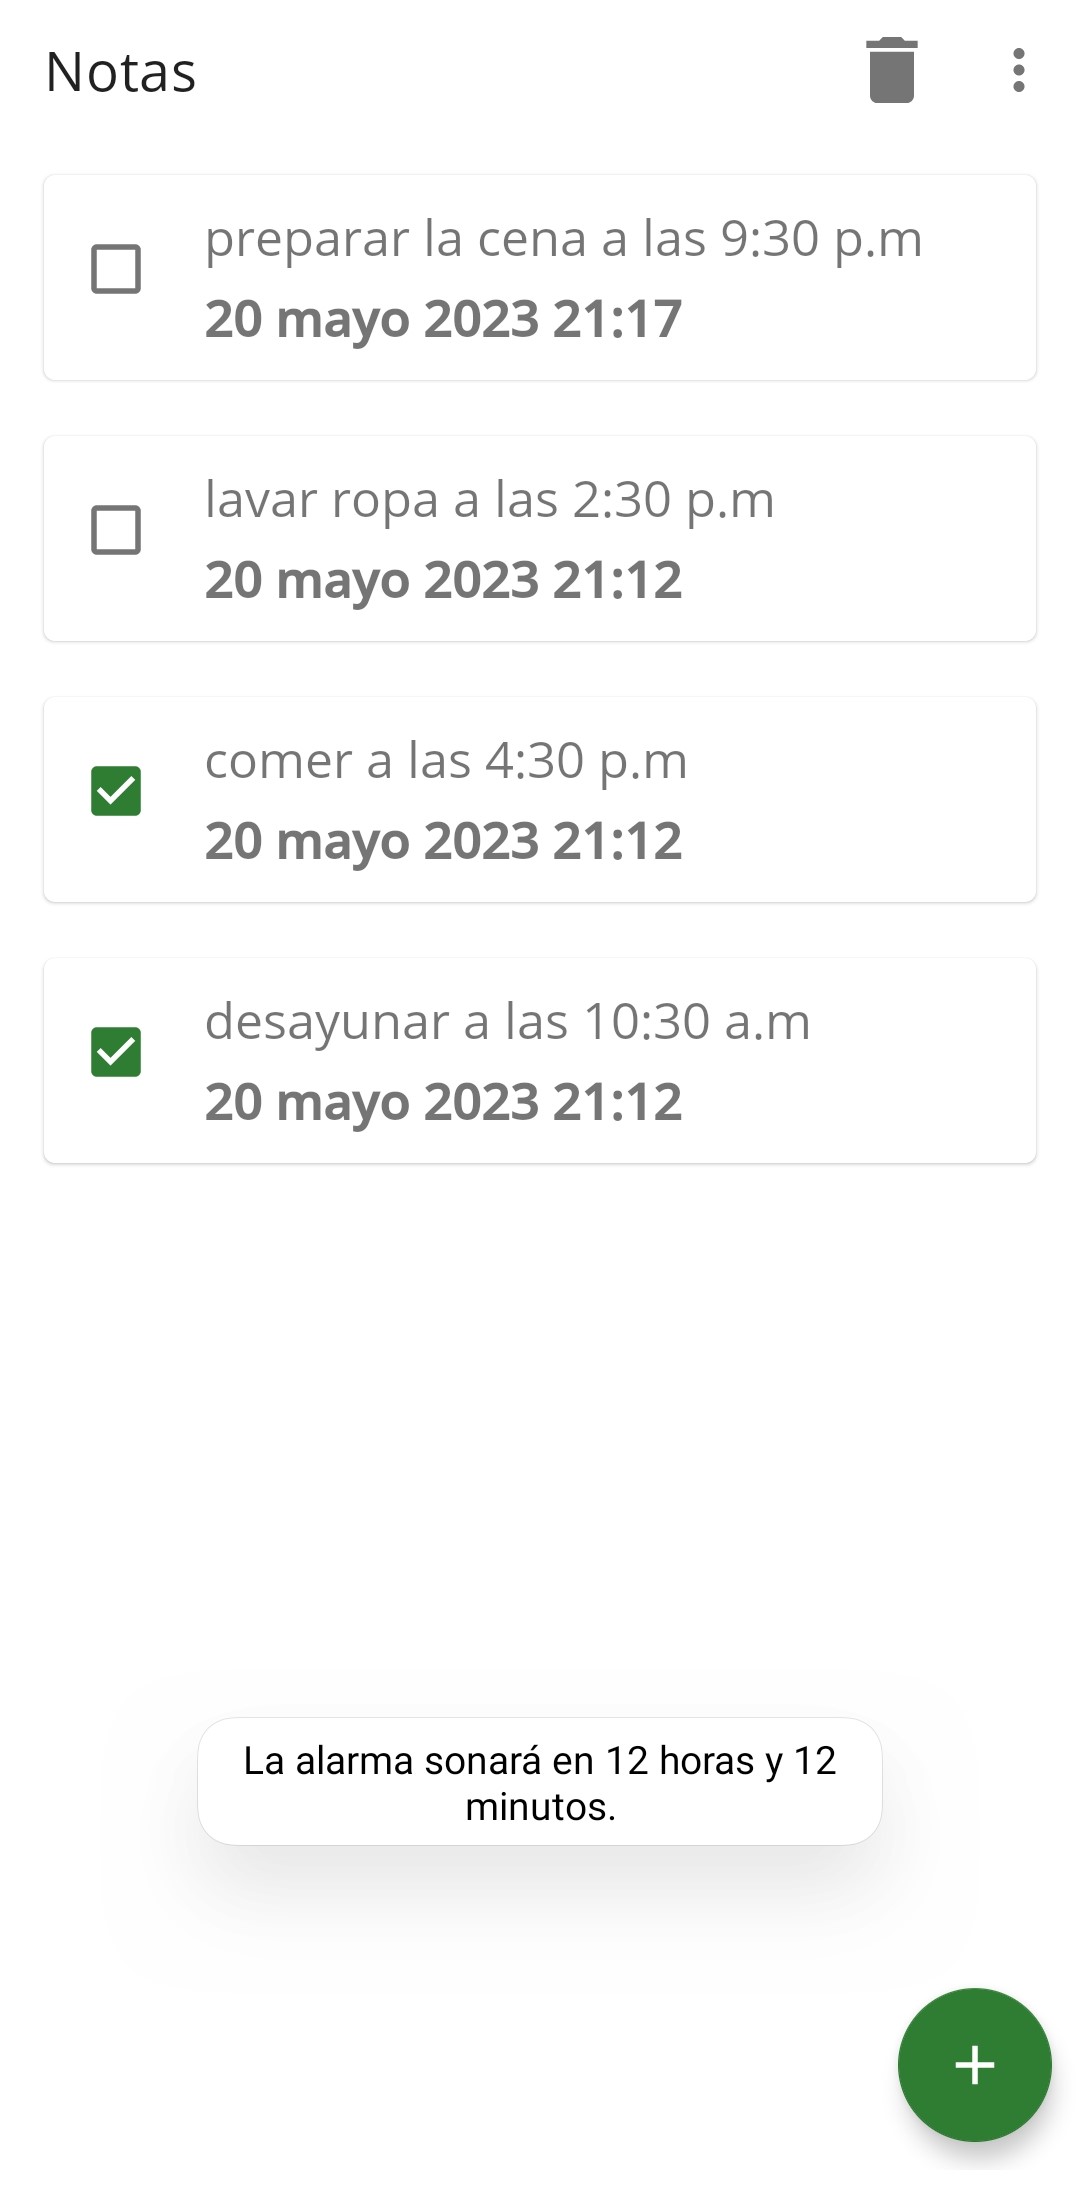 Notas
preparar la cena a las 9:30 p.m
20 mayo 2023 21:17
lavar ropa a las 2:30 p.m
20 mayo 2023 21:12
comer a las 4:30 p.m
20 mayo 2023 21:12
desayunar a las 10:30 a.m
20 mayo 2023 21:12
La alarma sonará en 12 horas y 12
minutos.